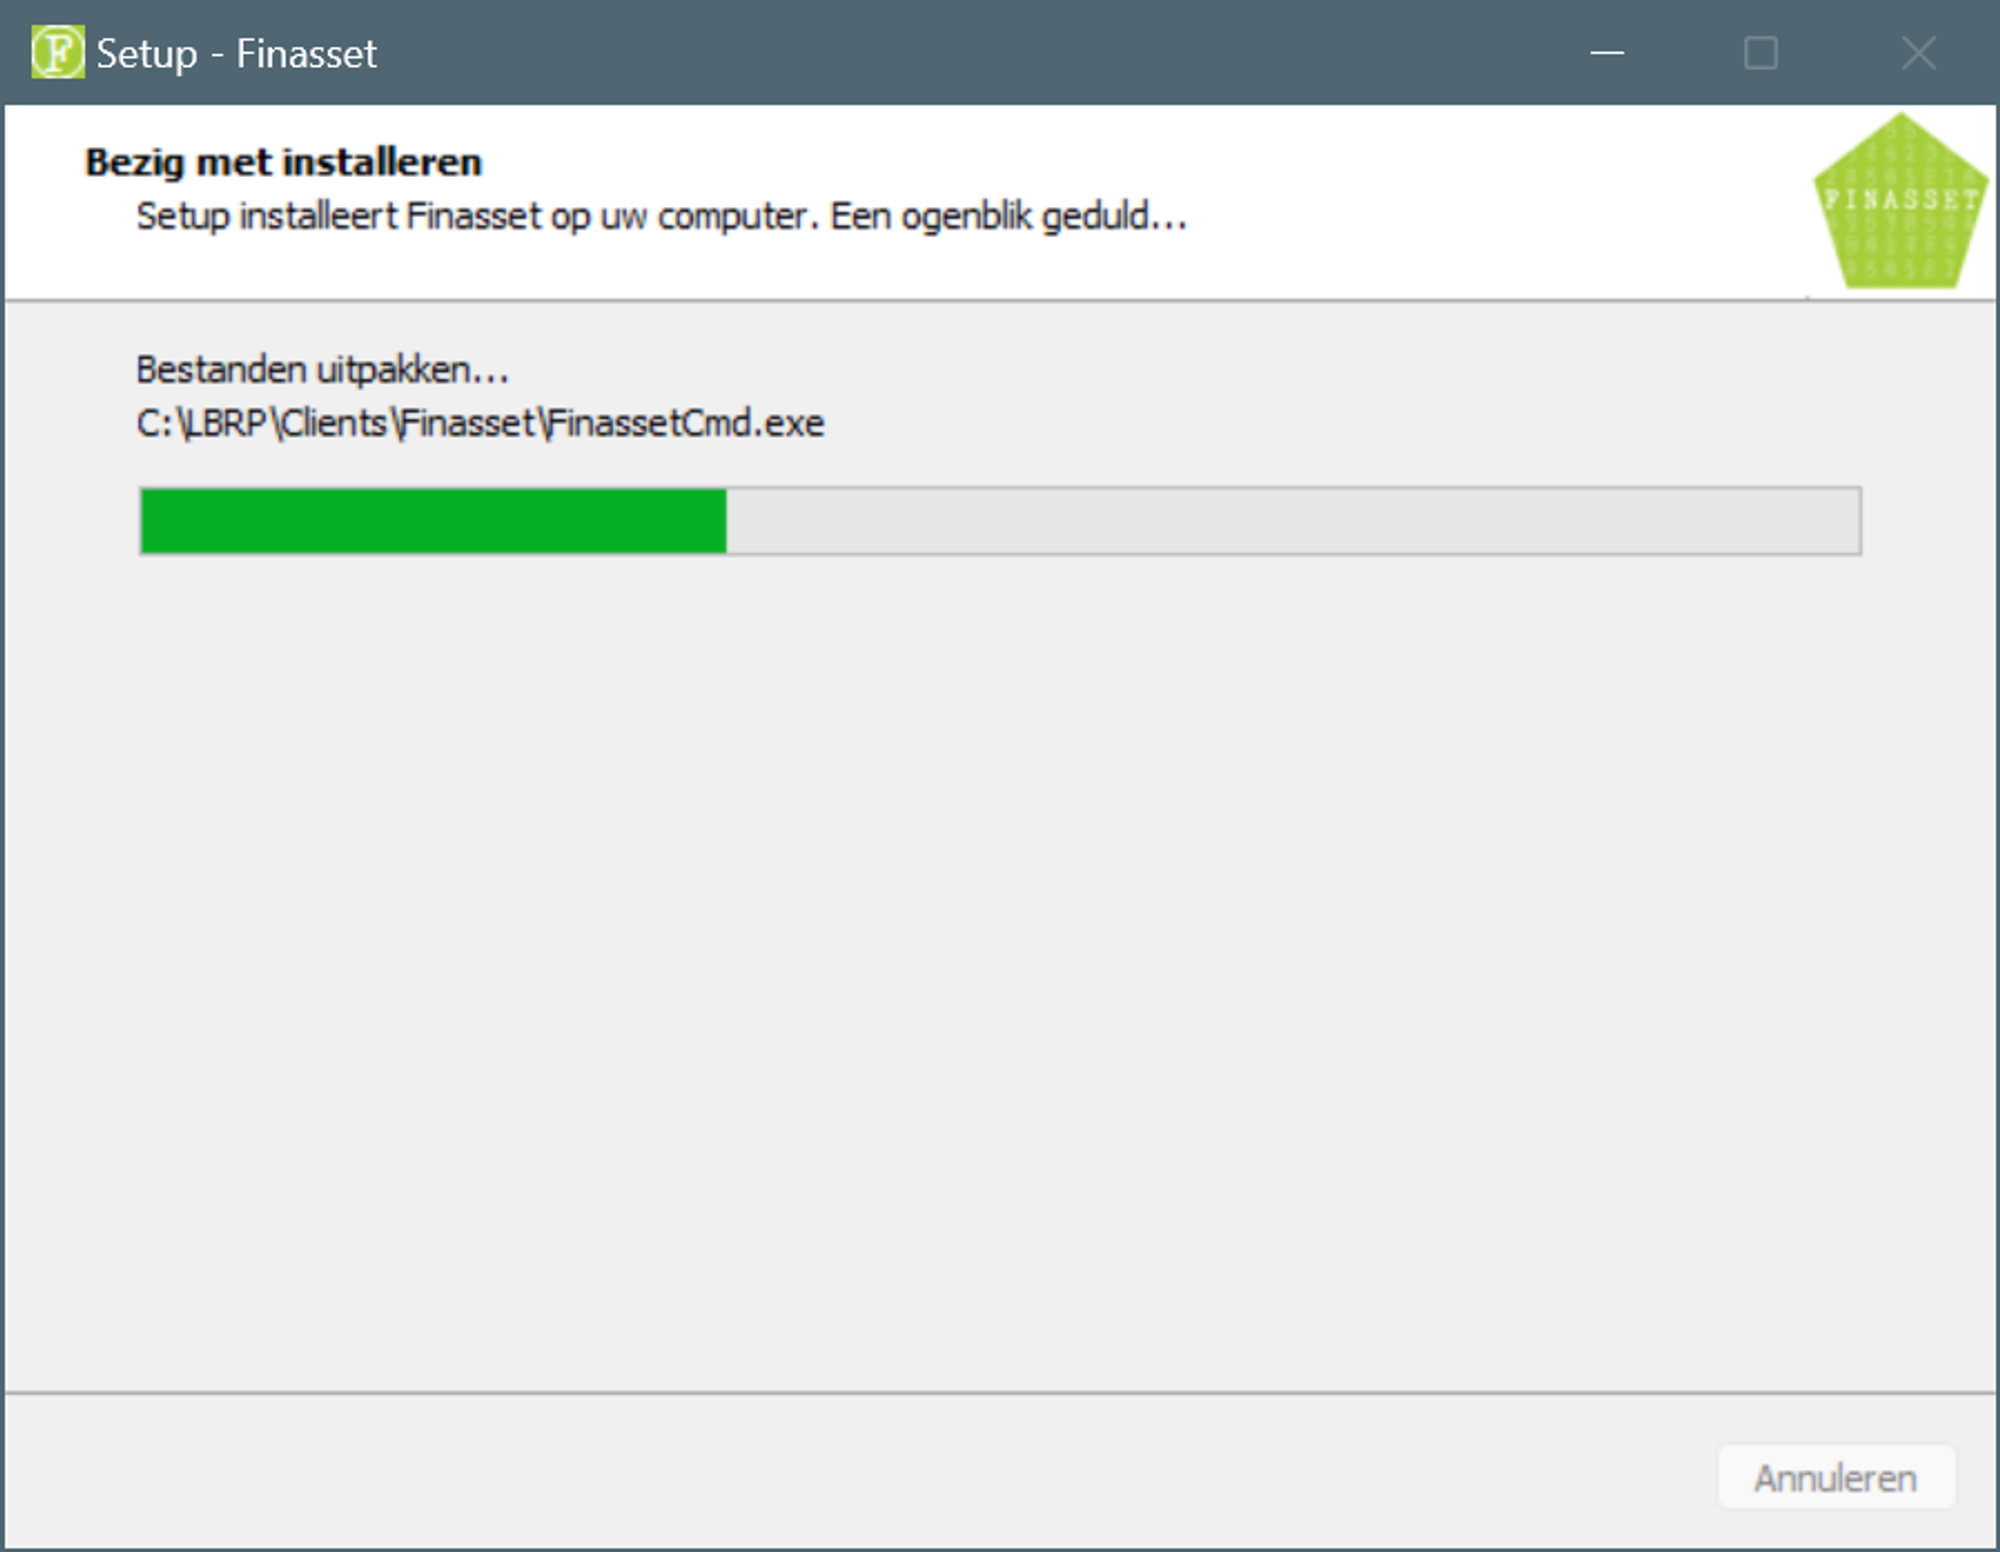 Setup - Finasset
Bezig met installeren
Setup installeert Finasset op uw computer. Een ogenblik geduld...
FINASSET
Bestanden uitpakken...
C:\LBRP\Clients\Finasset\FinassetCmd.exe
Annuleren